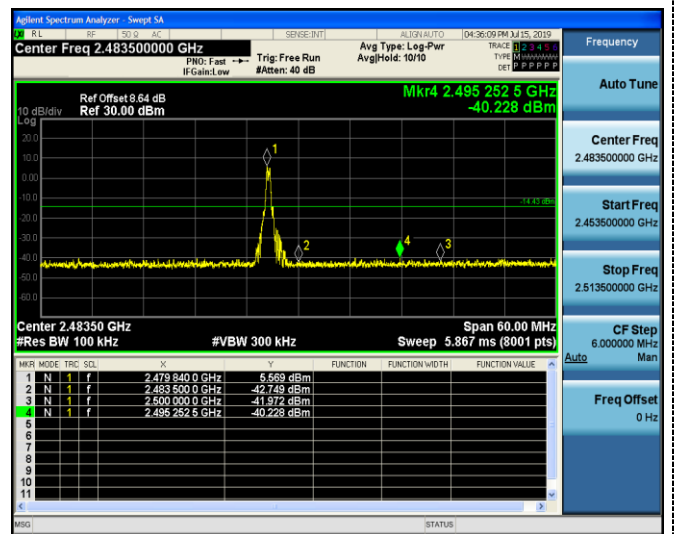 Agilent Spectrum Analyzer - Swept SA
RL RF 50 Ω AC SENSE:INT ALIGN AUTO 04:36:09 PM Jul 15, 2019
Center Freq 2.483500000 GHz
PNO: Fast Trig: Free Run Avg Type: Log-Pwr TRACE 1 2 3 4 5 6
IFGain:Low #Atten: 40 dB Avg|Hold: 10/10 TYPE M
DET P P P P P P
Frequency
Auto Tune
Center Freq
2.483500000 GHz
Start Freq
2.453500000 GHz
Stop Freq
2.513500000 GHz
CF Step
6.000000 MHz
Auto Man
Freq Offset
0 Hz
Ref Offset 8.64 dB
10 dB/div Ref 30.00 dBm
Log
Mkr4 2.495 252 5 GHz
-40.228 dBm
20.0
10.0
0.00
-10.0
-20.0
-30.0
-40.0
-50.0
-60.0
1
2
4
3
-14.43 dBm
Center 2.48350 GHz Span 60.00 MHz
#Res BW 100 kHz #VBW 300 kHz Sweep 5.867 ms (8001 pts)
MKR MODE TRC SCL X Y FUNCTION FUNCTION WIDTH FUNCTION VALUE
1 N 1 f 2.479 840 0 GHz 5.569 dBm
2 N 1 f 2.483 500 0 GHz -42.749 dBm
3 N 1 f 2.500 000 0 GHz -41.972 dBm
4 N 1 f 2.495 252 5 GHz -40.228 dBm
5
6
7
8
9
10
11
MSG STATUS